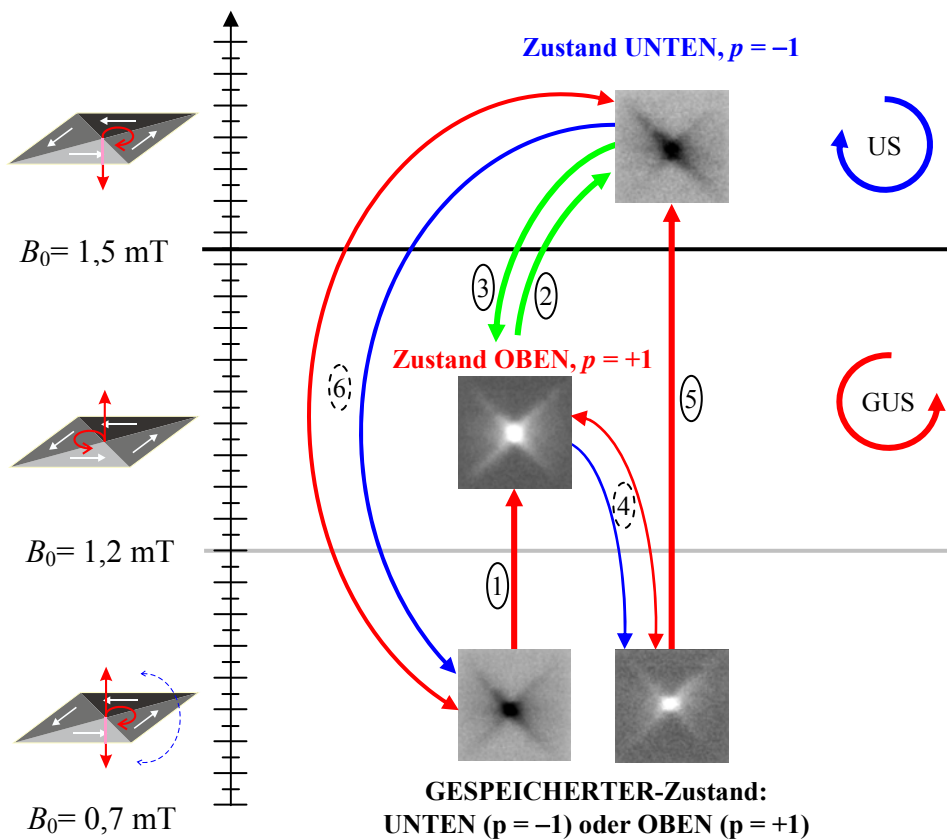 Zustand UNTEN, p = –1
US
B0= 1,5 mT
3
2
Zustand OBEN, p = +1
6
5
GUS
4
B0= 1,2 mT
1
GESPEICHERTER-Zustand:
B0= 0,7 mT
UNTEN (p = –1) oder OBEN (p = +1)